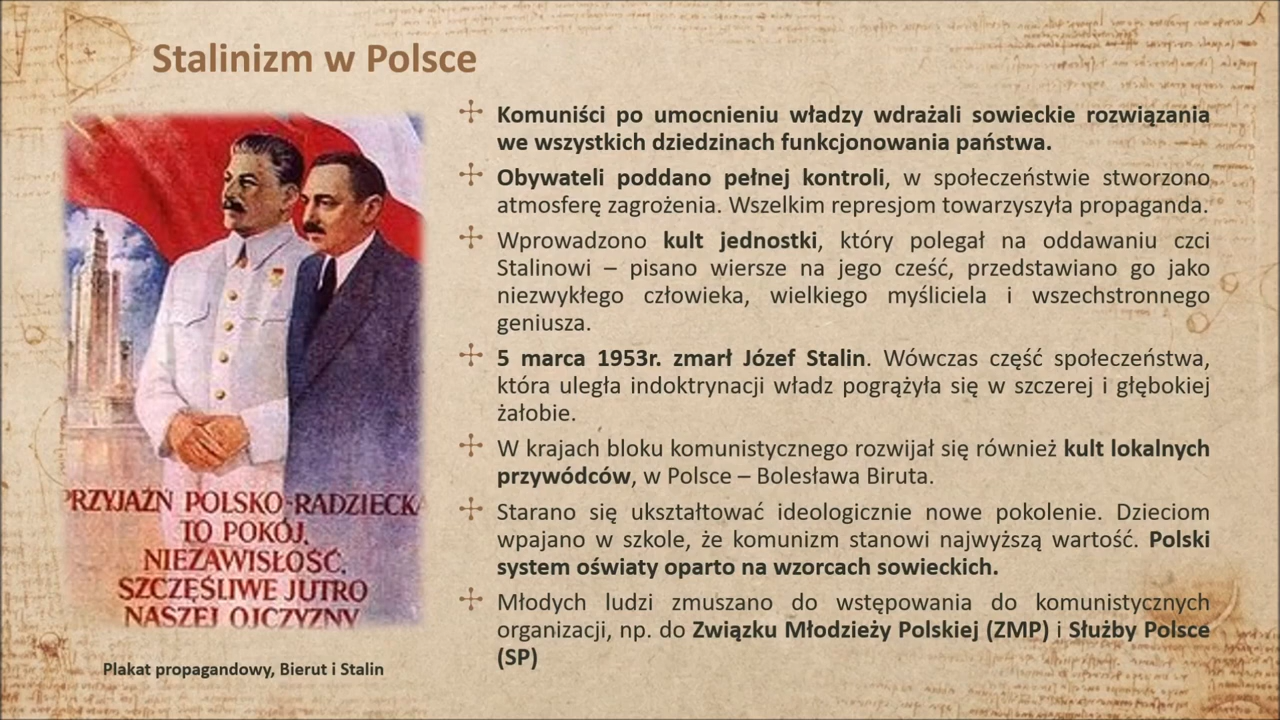 Stalinizm w Polsce
Komuniści po umocnieniu władzy wdrażali sowieckie rozwiązania
we wszystkich dziedzinach funkcjonowania państwa.
Obywateli poddano pełnej kontroli, w społeczeństwie stworzono
atmosferę zagrożenia. Wszelkim represjom towarzyszyła propaganda.
Wprowadzono kult jednostki, który polegał na oddawaniu czci
Stalinowi – pisano wiersze na jego cześć, przedstawiano go jako
niezwykłego człowieka, wielkiego myśliciela i wszechstronnego
geniusza.
5 marca 1953r. zmarł Józef Stalin. Wówczas część społeczeństwa,
która uległa indoktrynacji władz pogrążyła się w szczerej i głębokiej
żałobie.
W krajach bloku komunistycznego rozwijał się również kult lokalnych
przywódców, w Polsce – Bolesława Biruta.
Starano się ukształtować ideologicznie nowe pokolenie. Dzieciom
wpajano w szkole, że komunizm stanowi najwyższą wartość. Polski
system oświaty oparto na wzorcach sowieckich.
Młodych ludzi zmuszano do wstępowania do komunistycznych
organizacji, np. do Związku Młodzieży Polskiej (ZMP) i Służby Polsce
(SP)
PRZYJAŹŃ POLSKO-RADZIECKA
TO POKÓJ,
NIEZAWISŁOŚĆ,
SZCZĘŚLIWE JUTRO
NASZEJ OJCZYZNY
Plakat propagandowy, Bierut i Stalin